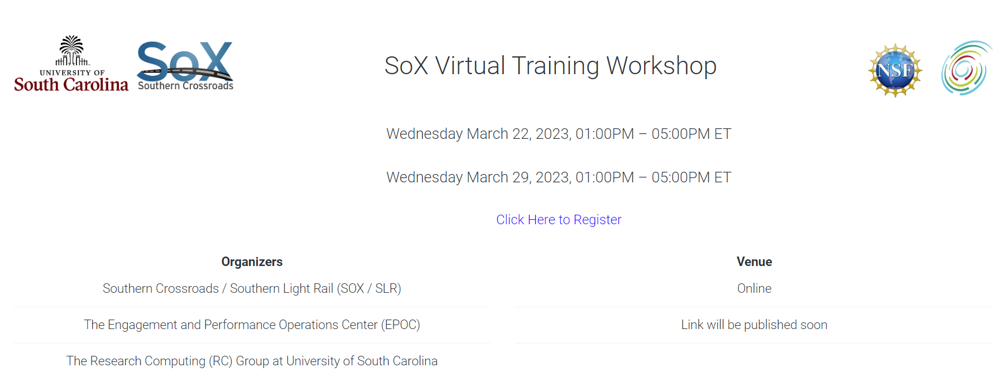 UNIVERSITY OF
South Carolina
SoX
Southern Crossroads
SoX Virtual Training Workshop
NSF
Wednesday March 22, 2023, 01:00PM – 05:00PM ET
Wednesday March 29, 2023, 01:00PM – 05:00PM ET
Click Here to Register
Organizers
Southern Crossroads / Southern Light Rail (SOX / SLR)
The Engagement and Performance Operations Center (EPOC)
The Research Computing (RC) Group at University of South Carolina
Venue
Online
Link will be published soon